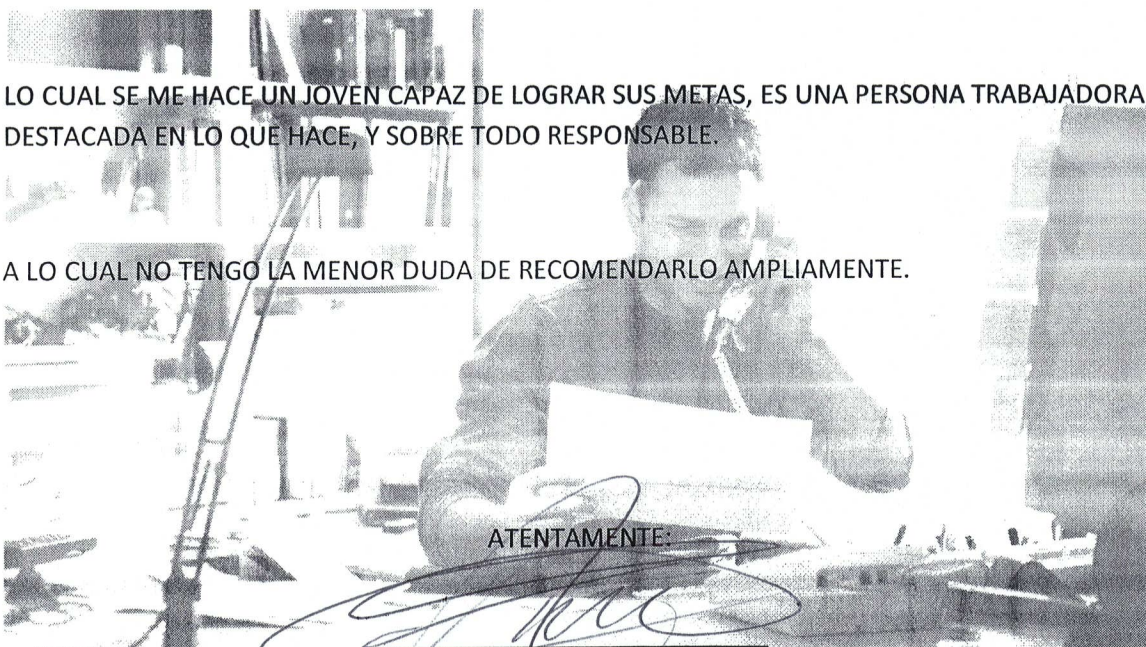 LO CUAL SE ME HACE UN JOVEN CAPAZ DE LOGRAR SUS METAS, ES UNA PERSONA TRABAJADORA
DESTACADA EN LO QUE HACE, Y SOBRE TODO RESPONSABLE.
A LO CUAL NO TENGO LA MENOR DUDA DE RECOMENDARLO AMPLIAMENTE.
ATENTAMENTE: